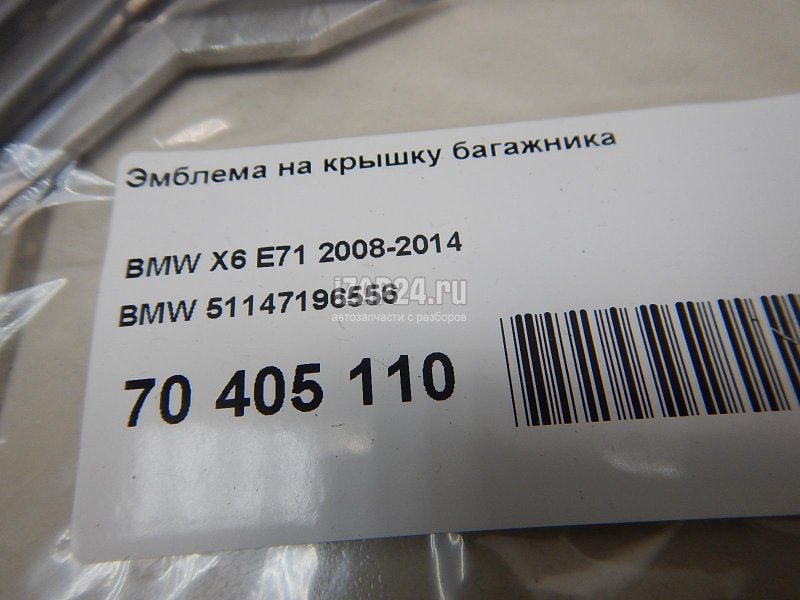 Эмблема на крышку багажника
BMW X6 E71 2008-2014
BMW 51147196556
iZAP24.ru
автозапчасти с разборов
70 405 110